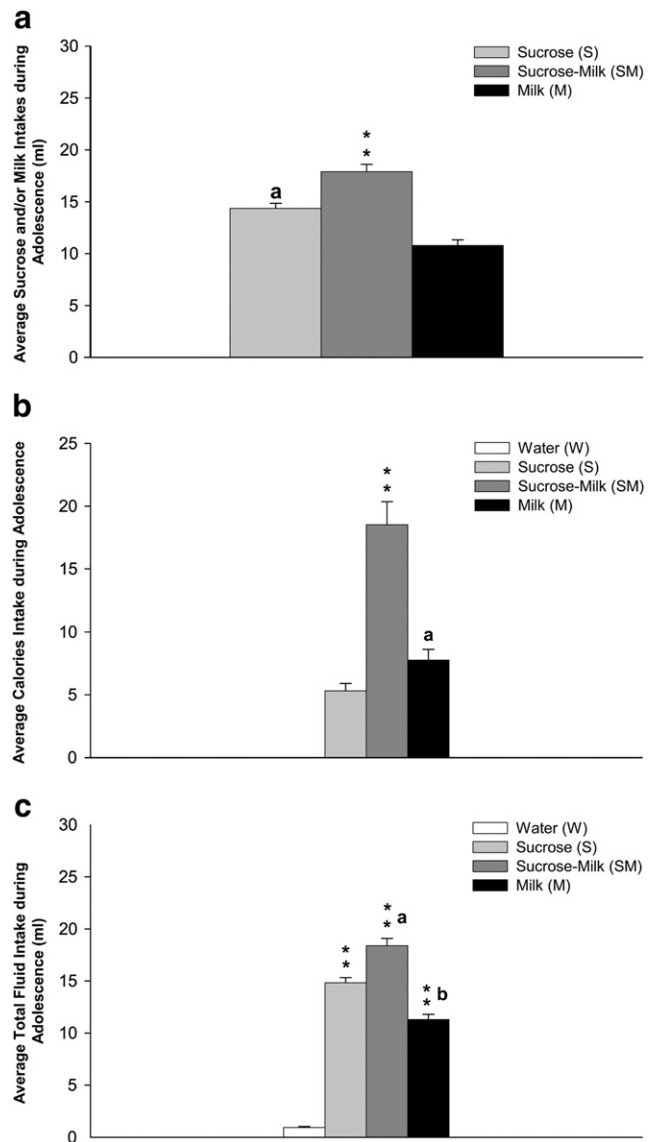 a
Average Sucrose and/or Milk Intakes during
Adolescence (ml)
30
25
20
15
10
5
0
Sucrose (S)
Sucrose-Milk (SM)
Milk (M)
a
*
*
b
Average Calories Intake during Adolescence
25
20
15
10
5
0
Water (W)
Sucrose (S)
Sucrose-Milk (SM)
Milk (M)
*
*
a
c
Average Total Fluid Intake during
Adolescence (ml)
30
25
20
15
10
5
0
Water (W)
Sucrose (S)
Sucrose-Milk (SM)
Milk (M)
*
*
*
* a
*
* b